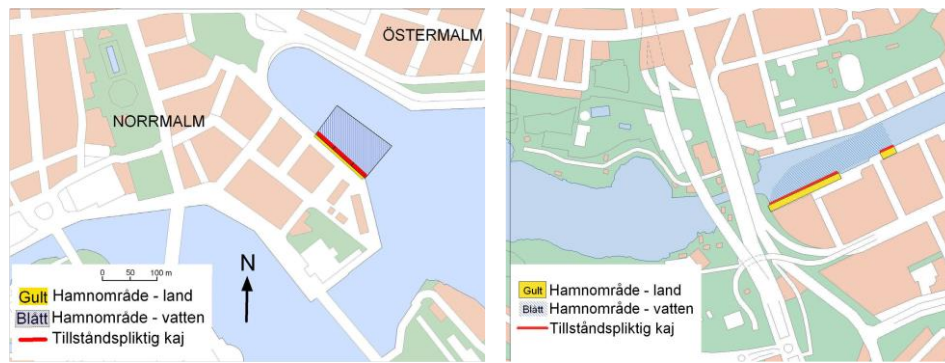 ÖSTERMALM
NORRMALM
0 50 100 m
N
Gult Hamnområde - land
Blått Hamnområde - vatten
Tillståndspliktig kaj
Gult Hamnområde - land
Blått Hamnområde - vatten
Tillståndspliktig kaj